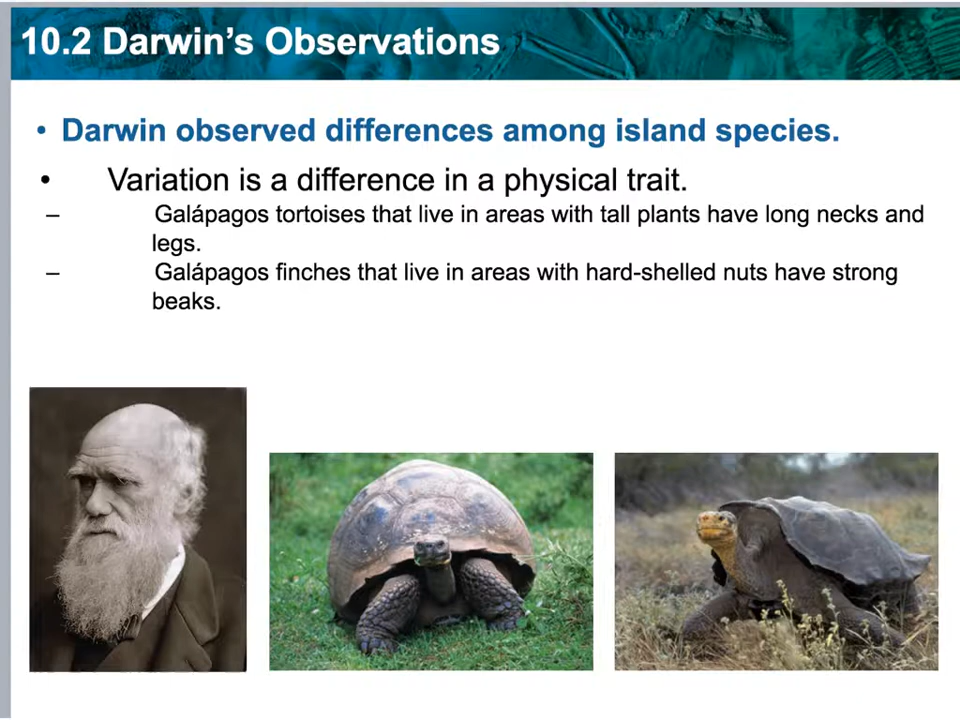 10.2 Darwin's Observations
• Darwin observed differences among island species.
• Variation is a difference in a physical trait.
– Galápagos tortoises that live in areas with tall plants have long necks and
legs.
– Galápagos finches that live in areas with hard-shelled nuts have strong
beaks.